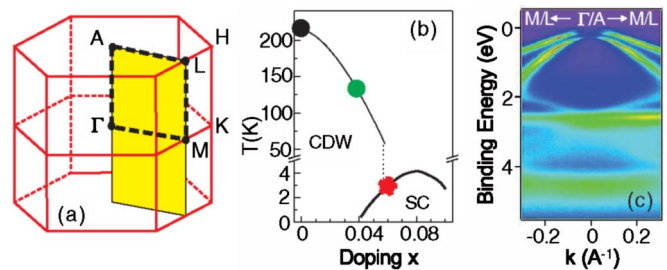 A
H
L
Γ
K
M
(a)
(b)
T(K)
200
150
100
50
4
3
2
1
0
CDW
SC
0
0.04
0.08
Doping x
M/L← Γ/A →M/L
Binding Energy (eV)
0
2
4
(c)
-0.2
0
0.2
k (A⁻¹)